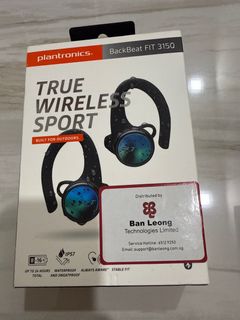 plantronics.
BackBeat FIT 3150
TRUE
WIRELESS
SPORT
BUILT FOR OUTDOORS
Distributed by
Ban Leong
Technologies Limited
Service Hotline: 6512 9250
Email: support@banleong.com.sg
8-16
IP57
UP TO 24 HOURS
TOTAL
WATERPROOF
AND SWEATPROOF
ALWAYS AWARE
STABLE FIT